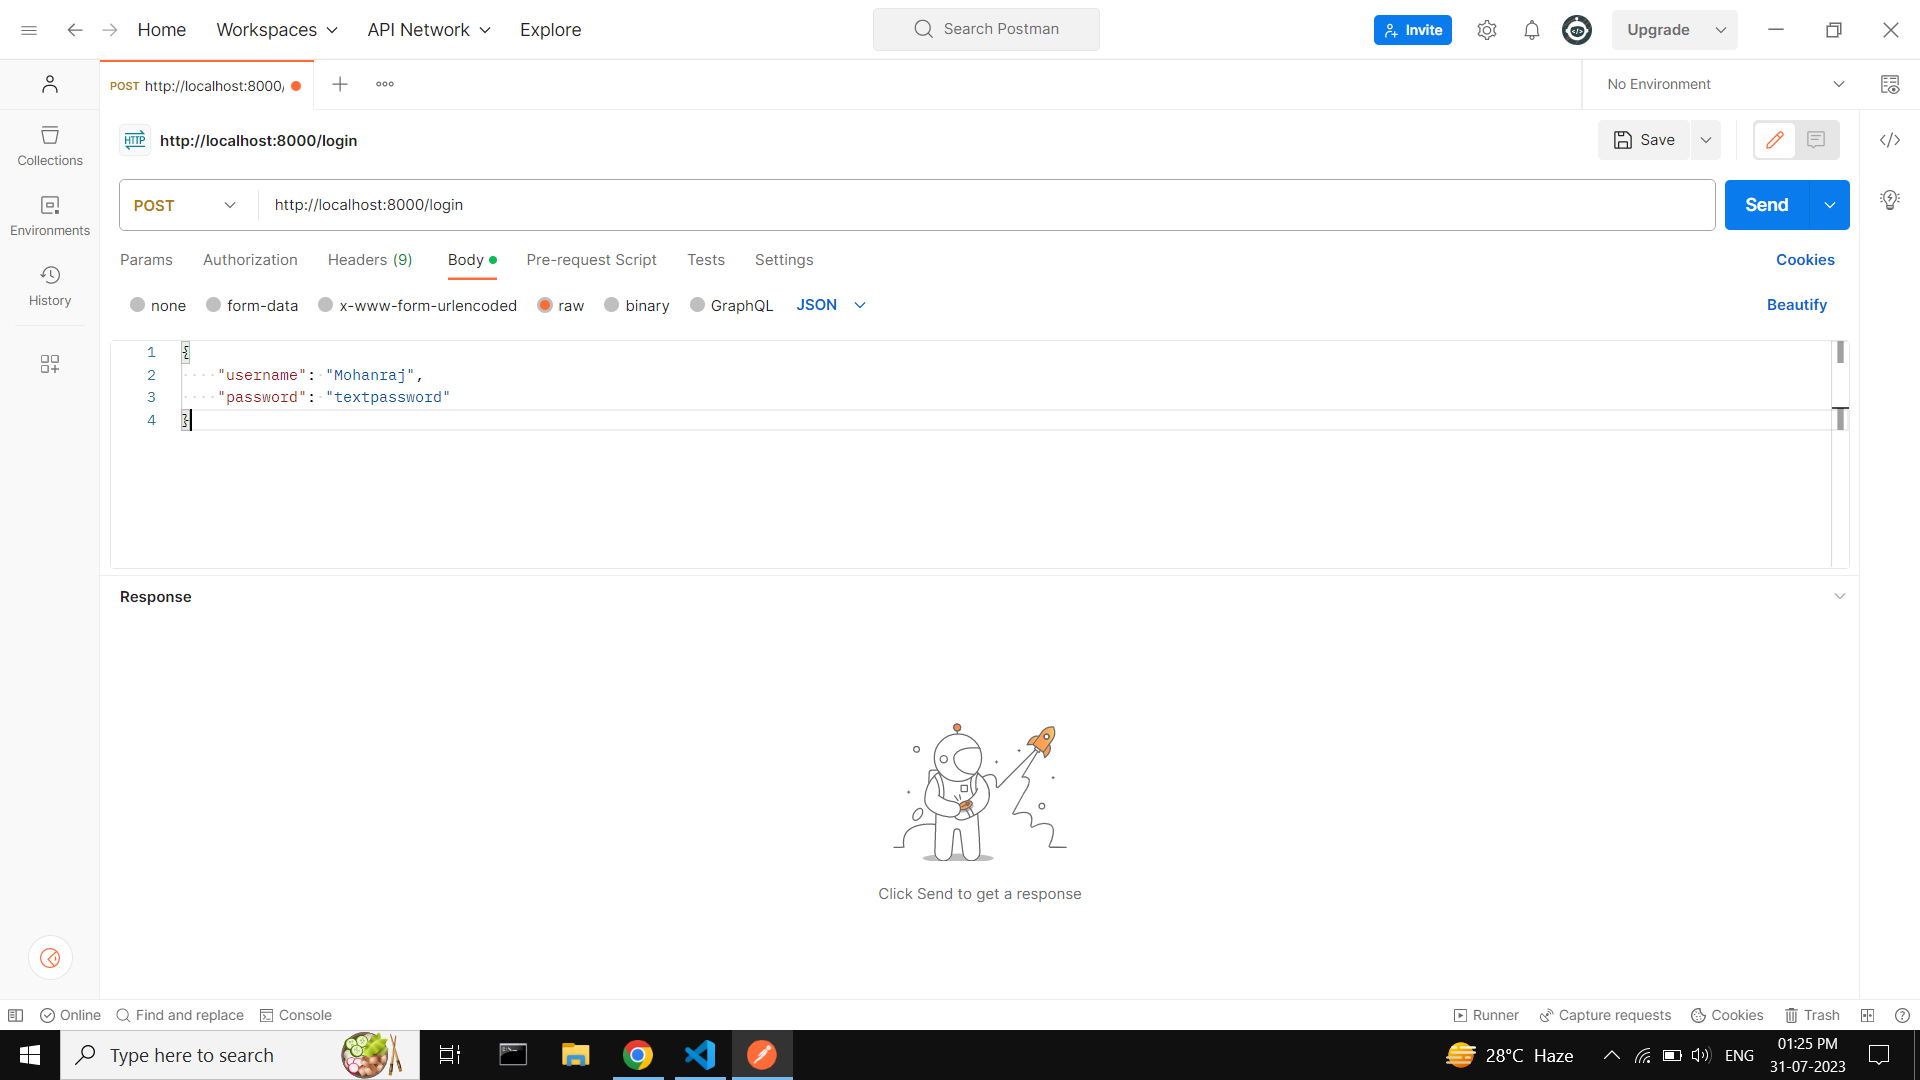 Home Workspaces API Network Explore Search Postman Invite Upgrade
POST http://localhost:8000/ No Environment
HTTP http://localhost:8000/login Save
Collections
POST http://localhost:8000/login Send
Environments
Params Authorization Headers (9) Body Pre-request Script Tests Settings Cookies
History
none form-data x-www-form-urlencoded raw binary GraphQL JSON Beautify
1 {
2 "username": "Mohanraj",
3 "password": "textpassword"
4 }
Response
Click Send to get a response
Online Find and replace Console Runner Capture requests Cookies Trash
Type here to search 28°C Haze ENG 01:25 PM
31-07-2023